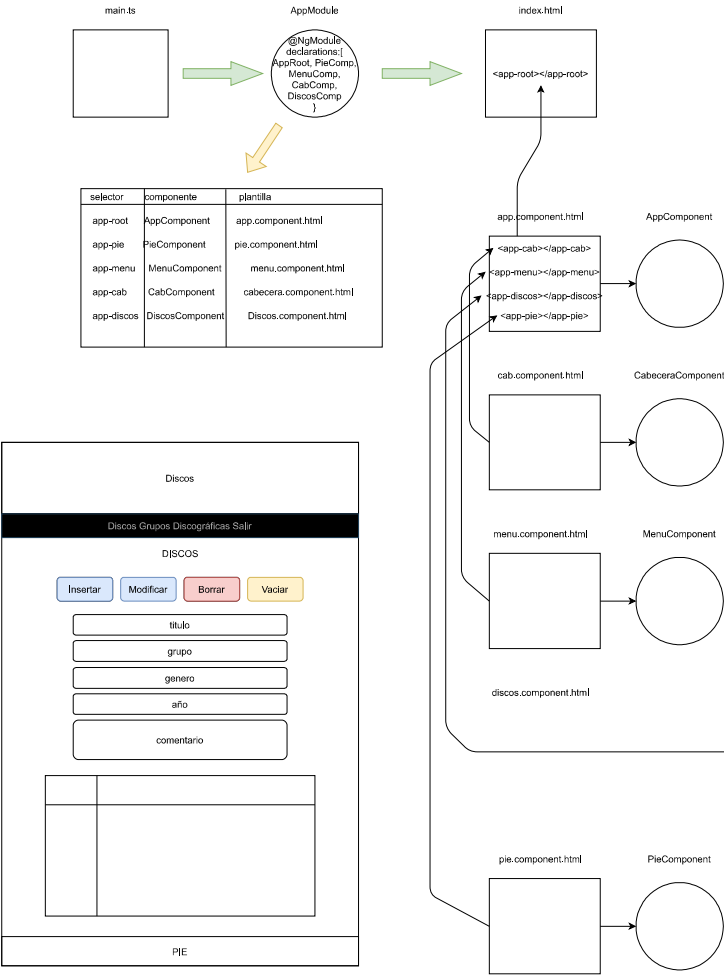 main.ts
AppModule
index.html
@NgModule
declarations:[
AppRoot, PieComp,
MenuComp,
CabComp,
DiscosComp
}
<app-root></app-root>
selector componente plantilla
app-root AppComponent app.component.html
app-pie PieComponent pie.component.html
app-menu MenuComponent menu.component.html
app-cab CabComponent cabecera.component.html
app-discos DiscosComponent Discos.component.html
app.component.html
AppComponent
<app-cab></app-cab>
<app-menu></app-menu>
<app-discos></app-discos>
<app-pie></app-pie>
cab.component.html
CabeceraComponent
menu.component.html
MenuComponent
discos.component.html
pie.component.html
PieComponent
Discos
Discos Grupos Discográficas Salir
DISCOS
Insertar Modificar Borrar Vaciar
titulo
grupo
genero
año
comentario
PIE